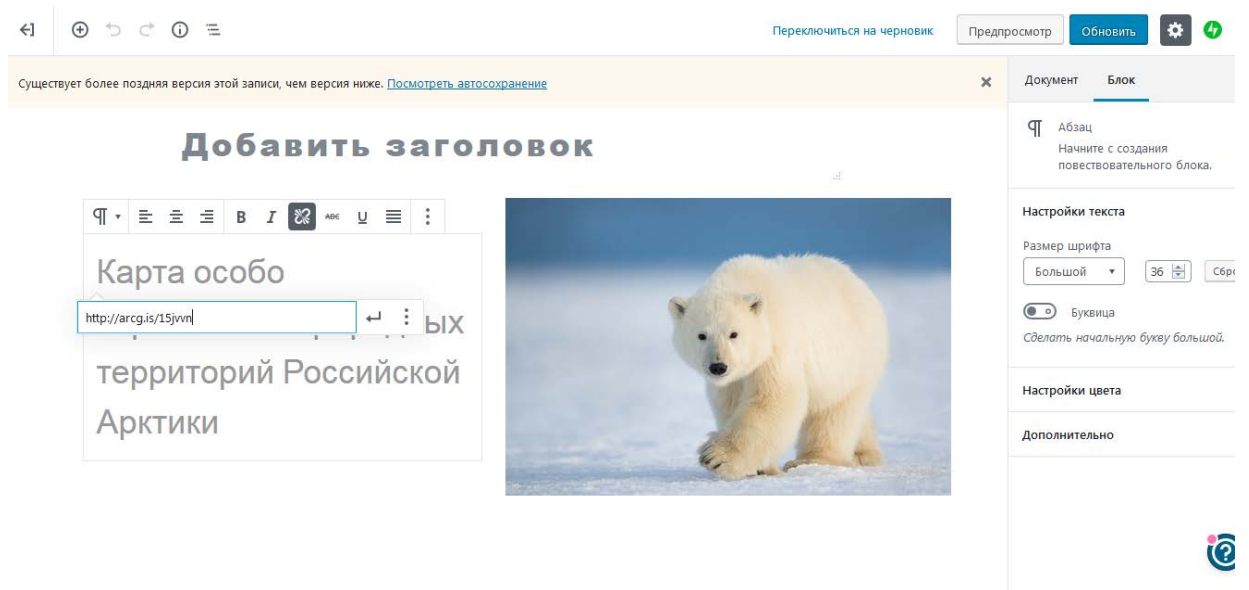 Переключиться на черновик
Предпросмотр
Обновить
Существует более поздняя версия этой записи, чем версия ниже. Посмотреть автосохранение
Добавить заголовок
B I ABC U
Карта особо
http://arcg.is/15jvvn
территорий Российской
Арктики
Документ Блок
Абзац
Начните с создания
повествовательного блока.
Настройки текста
Размер шрифта
Большой 36
Буквица
Сделать начальную букву большой.
Настройки цвета
Дополнительно